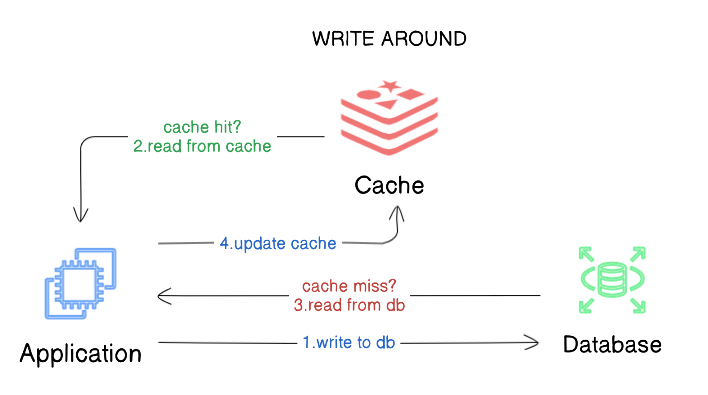 WRITE AROUND
cache hit?
2.read from cache
Cache
4.update cache
cache miss?
3.read from db
1.write to db
Application
Database